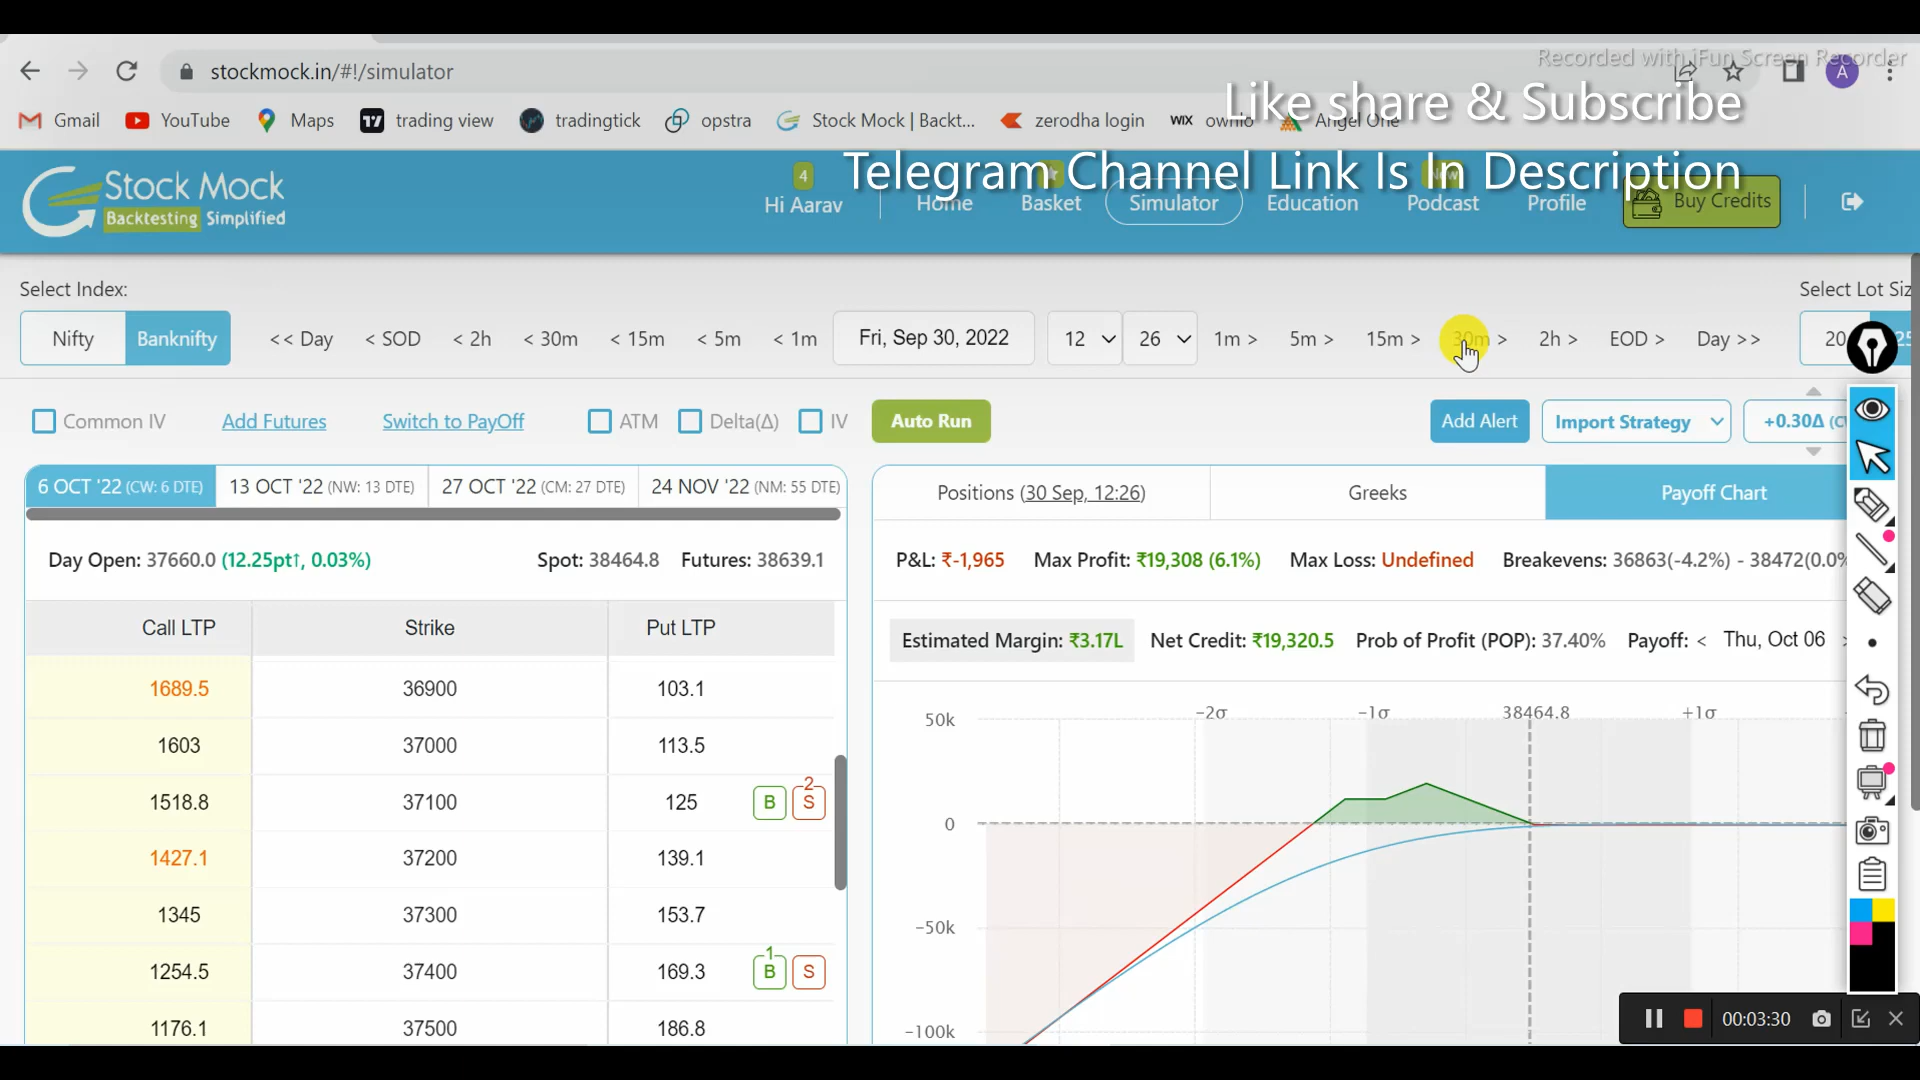 Recorded with iFun Screen Recorder
stockmock.in/#!/simulator
A
Like share & Subscribe
Gmail YouTube Maps trading view tradingtick opstra Stock Mock | Backt... zerodha login WIX ownio Angel One
Telegram Channel Link Is In Description
Stock Mock
Backtesting Simplified
4
Hi Aarav Home Basket Simulator Education Podcast Profile Buy Credits
New
Select Index: Select Lot Siz
Nifty Banknifty << Day < SOD < 2h < 30m < 15m < 5m < 1m Fri, Sep 30, 2022 12 26 1m > 5m > 15m > 30m > 2h > EOD > Day >> 20 25
Common IV Add Futures Switch to PayOff ATM Delta(Δ) IV Auto Run Add Alert Import Strategy +0.30Δ
6 OCT '22 (CW: 6 DTE) 13 OCT '22 (NW: 13 DTE) 27 OCT '22 (CM: 27 DTE) 24 NOV '22 (NM: 55 DTE)
Positions (30 Sep, 12:26) Greeks Payoff Chart
Day Open: 37660.0 (12.25pt↑, 0.03%) Spot: 38464.8 Futures: 38639.1
P&L: ₹-1,965 Max Profit: ₹19,308 (6.1%) Max Loss: Undefined Breakevens: 36863(-4.2%) - 38472(0.0%
Call LTP Strike Put LTP
Estimated Margin: ₹3.17L Net Credit: ₹19,320.5 Prob of Profit (POP): 37.40% Payoff: < Thu, Oct 06 >
1689.5 36900 103.1
1603 37000 113.5
1518.8 37100 125 B 2 S
1427.1 37200 139.1
1345 37300 153.7
1254.5 37400 169.3 1 B S
1176.1 37500 186.8
-2σ -1σ 38464.8 +1σ
50k
0
-50k
-100k
00:03:30